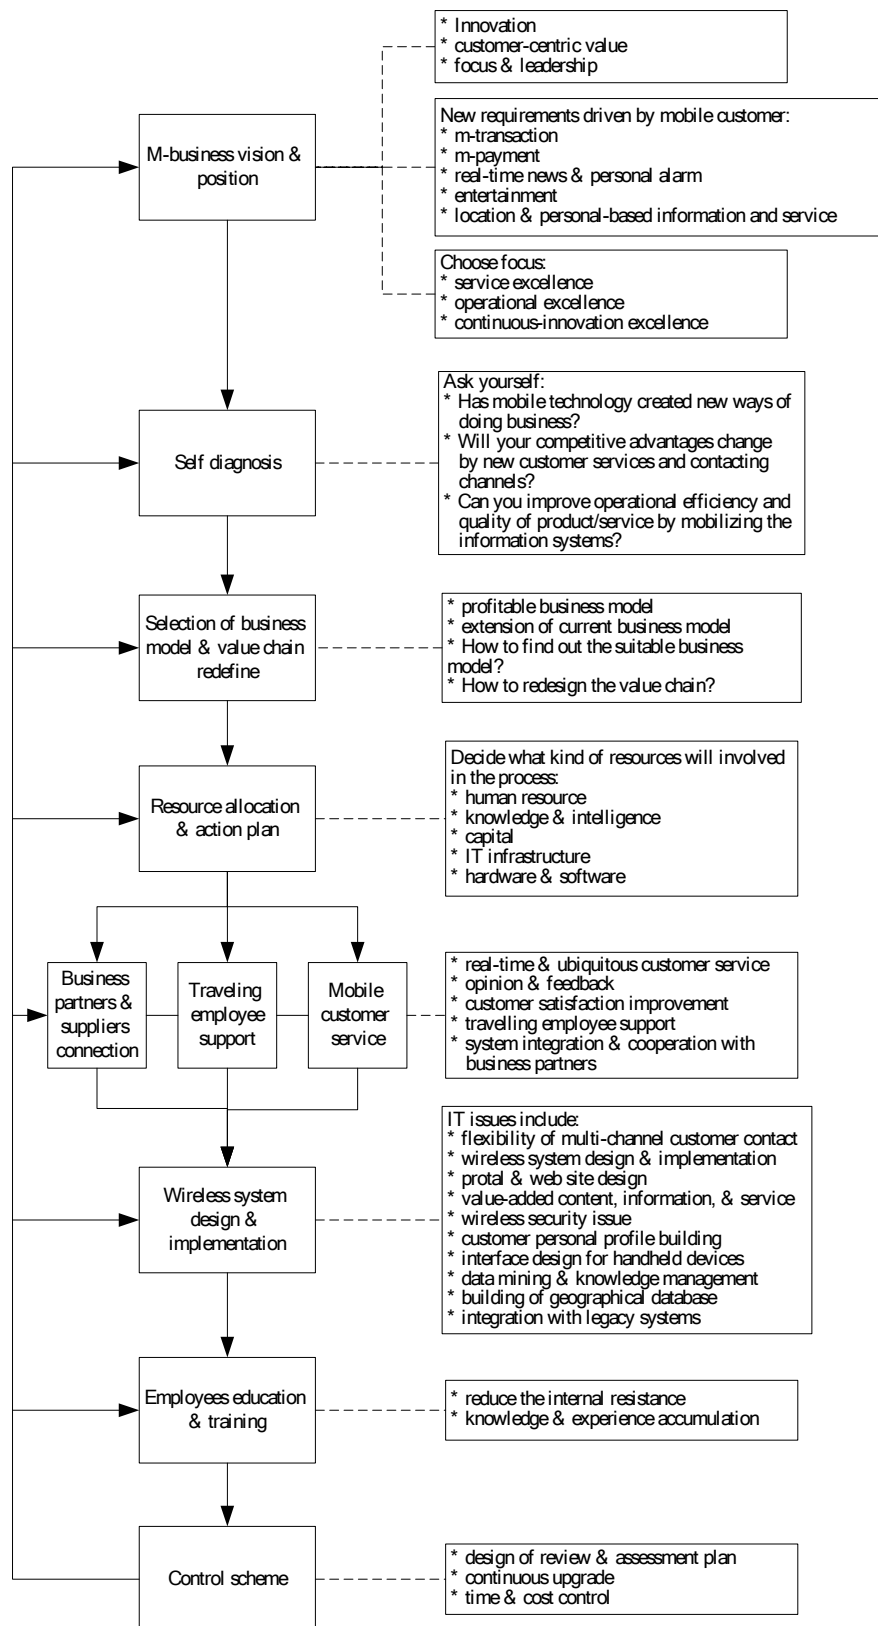 * Innovation
* customer-centric value
* focus & leadership
M-business vision &
position
New requirements driven by mobile customer:
* m-transaction
* m-payment
* real-time news & personal alarm
* entertainment
* location & personal-based information and service
Choose focus:
* service excellence
* operational excellence
* continuous-innovation excellence
Self diagnosis
Ask yourself:
* Has mobile technology created new ways of
doing business?
* Will your competitive advantages change
by new customer services and contacting
channels?
* Can you improve operational efficiency and
quality of product/service by mobilizing the
information systems?
Selection of business
model & value chain
redefine
* profitable business model
* extension of current business model
* How to find out the suitable business
model?
* How to redesign the value chain?
Resource allocation
& action plan
Decide what kind of resources will involved
in the process:
* human resource
* knowledge & intelligence
* capital
* IT infrastructure
* hardware & software
Business
partners &
suppliers
connection
Traveling
employee
support
Mobile
customer
service
* real-time & ubiquitous customer service
* opinion & feedback
* customer satisfaction improvement
* travelling employee support
* system integration & cooperation with
business partners
Wireless system
design &
implementation
IT issues include:
* flexibility of multi-channel customer contact
* wireless system design & implementation
* protal & web site design
* value-added content, information, & service
* wireless security issue
* customer personal profile building
* interface design for handheld devices
* data mining & knowledge management
* building of geographical database
* integration with legacy systems
Employees education
& training
* reduce the internal resistance
* knowledge & experience accumulation
Control scheme
* design of review & assessment plan
* continuous upgrade
* time & cost control